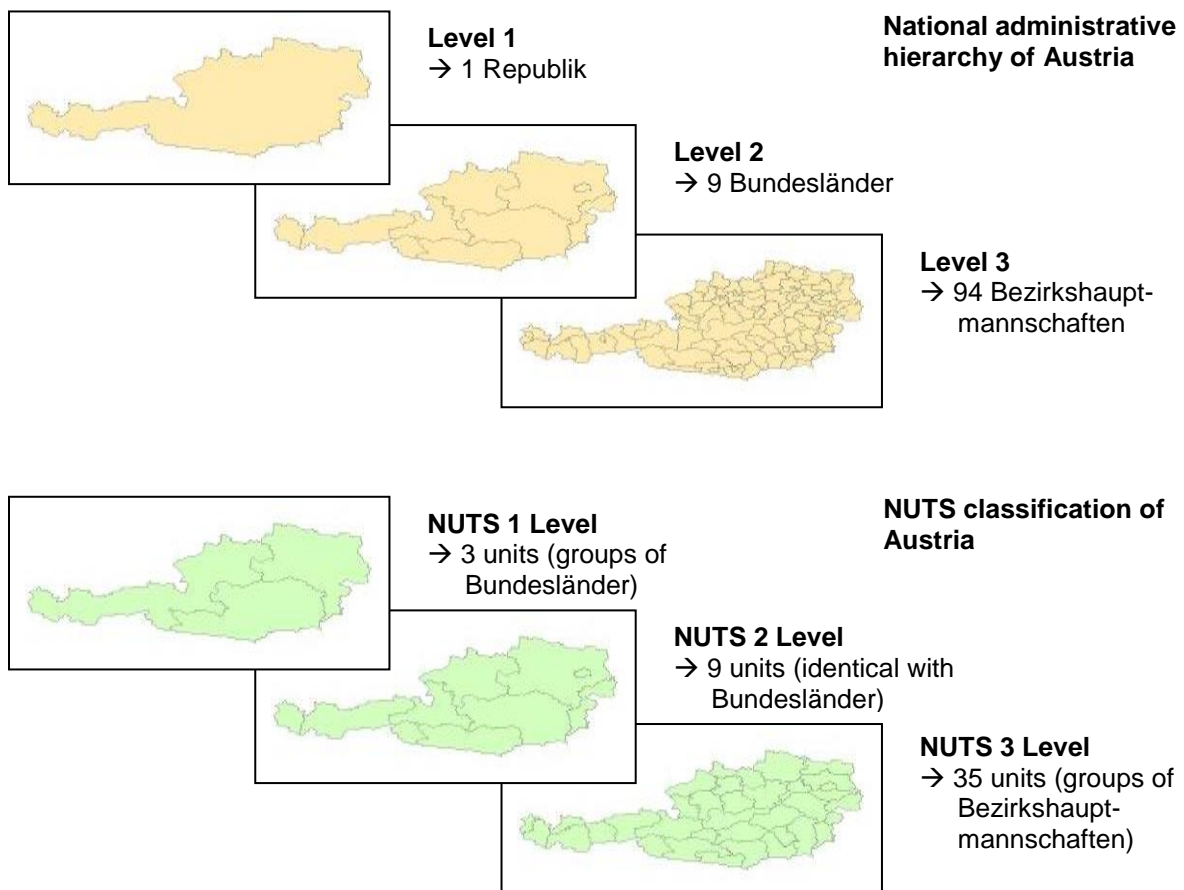 National administrative
hierarchy of Austria
Level 1
→ 1 Republik
Level 2
→ 9 Bundesländer
Level 3
→ 94 Bezirkshaupt-
mannschaften
NUTS classification of
Austria
NUTS 1 Level
→ 3 units (groups of
Bundesländer)
NUTS 2 Level
→ 9 units (identical with
Bundesländer)
NUTS 3 Level
→ 35 units (groups of
Bezirkshaupt-
mannschaften)